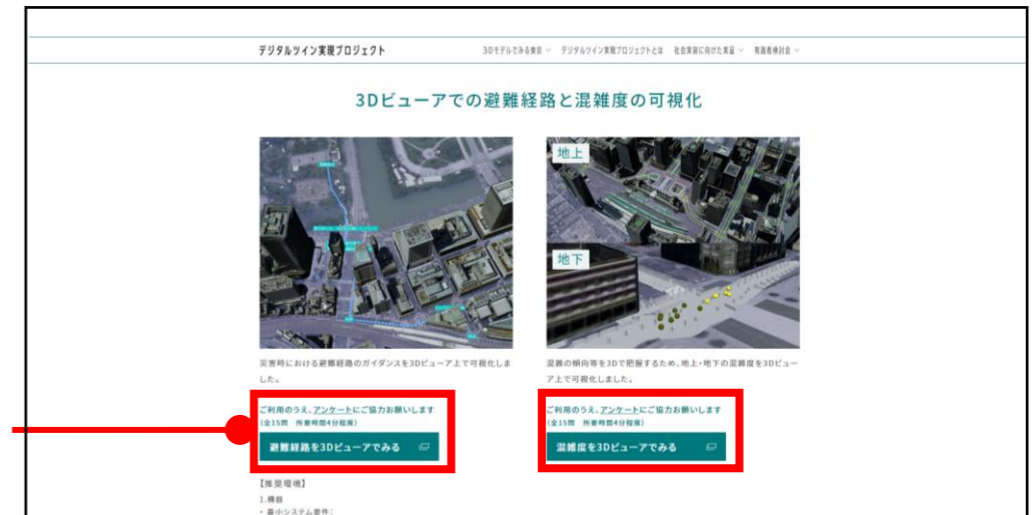 デジタルツイン実現プロジェクト
3Dモデルでみる東京 デジタルツイン実現プロジェクトとは 社会実装に向けた実証 有識者検討会
3Dビューアでの避難経路と混雑度の可視化
災害時における避難経路のガイダンスを3Dビューア上で可視化しま
した。
ご利用のうえ、アンケートにご協力お願いします
(全15問 所要時間4分程度)
避難経路を3Dビューアでみる
【推奨環境】
1.機器
・最小システム要件:
地上
地下
混雑の傾向等を3Dで把握するため、地上・地下の混雑度を3Dビュー
ア上で可視化しました。
ご利用のうえ、アンケートにご協力お願いします
(全15問 所要時間4分程度)
混雑度を3Dビューアでみる